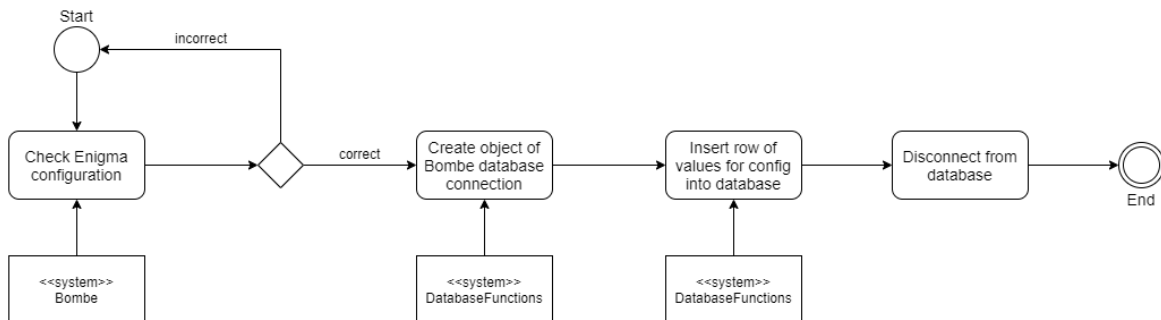 Start
incorrect
Check Enigma
configuration
correct
Create object of
Bombe database
connection
Insert row of
values for config
into database
Disconnect from
database
End
<<system>>
Bombe
<<system>>
DatabaseFunctions
<<system>>
DatabaseFunctions